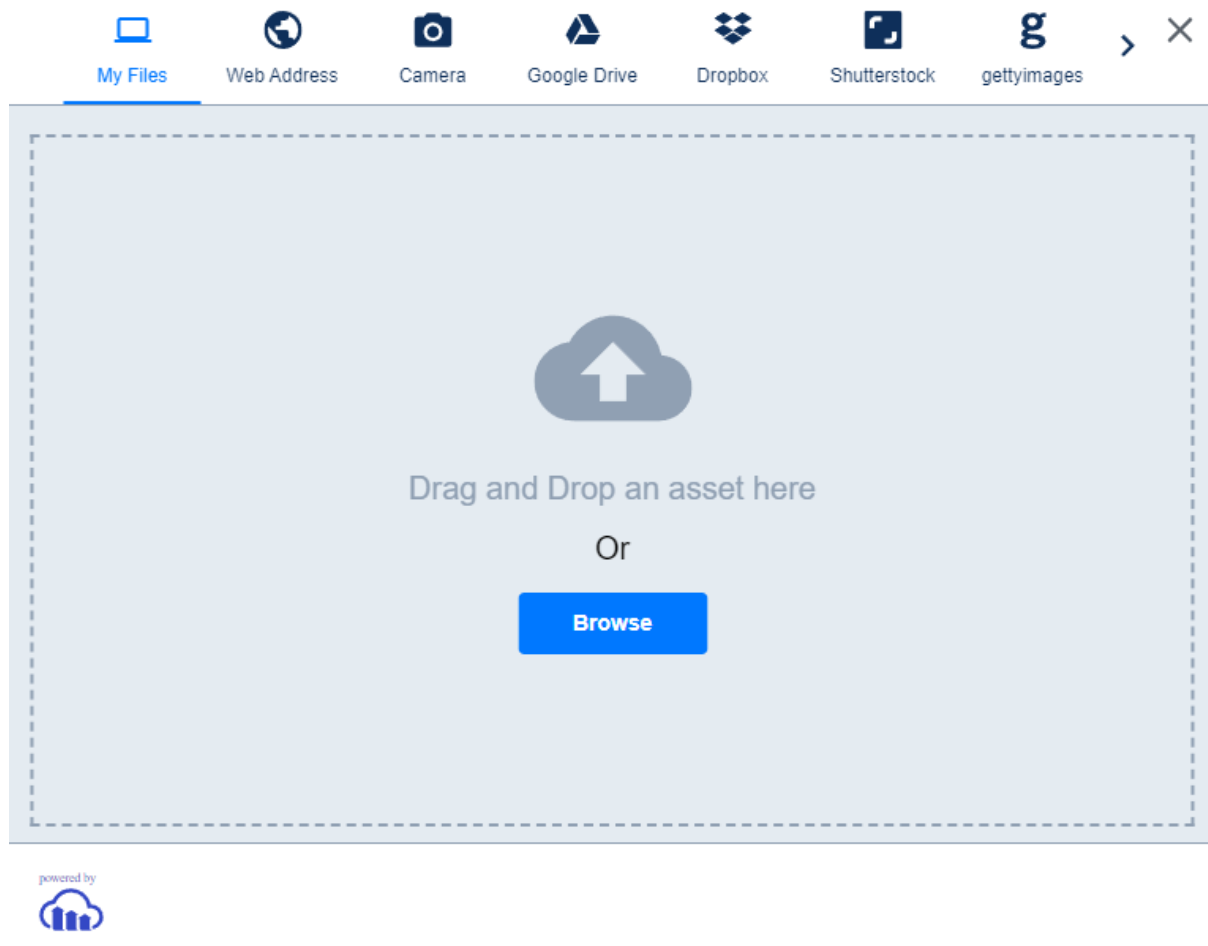 My Files Web Address Camera Google Drive Dropbox Shutterstock gettyimages
Drag and Drop an asset here
Or
Browse
powered by